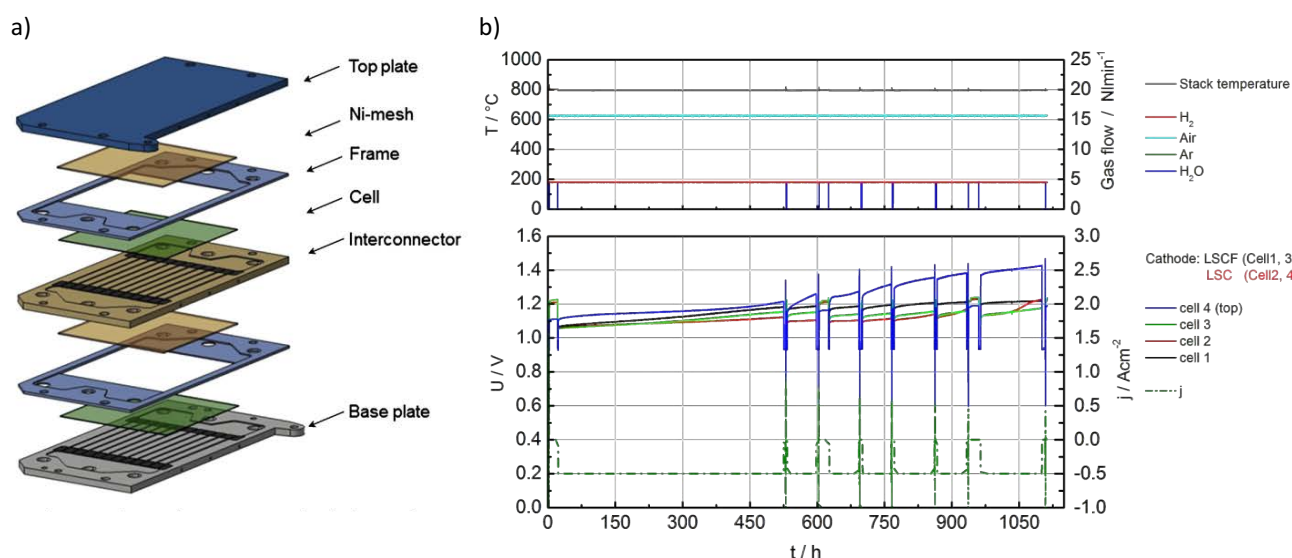 a)
Top plate
Ni-mesh
Frame
Cell
Interconnector
Base plate
b)
1000
800
600
400
200
0
T / °C
25
20
15
10
5
0
Gas flow / Nlmin⁻¹
Stack temperature
H₂
Air
Ar
H₂O
1.6
1.4
1.2
1.0
0.8
0.6
0.4
0.2
0.0
U / V
3.0
2.5
2.0
1.5
1.0
0.5
0.0
-0.5
-1.0
j / Acm⁻²
0 150 300 450 600 750 900 1050
t / h
Cathode: LSCF (Cell1, 3
LSC (Cell2, 4
cell 4 (top)
cell 3
cell 2
cell 1
j